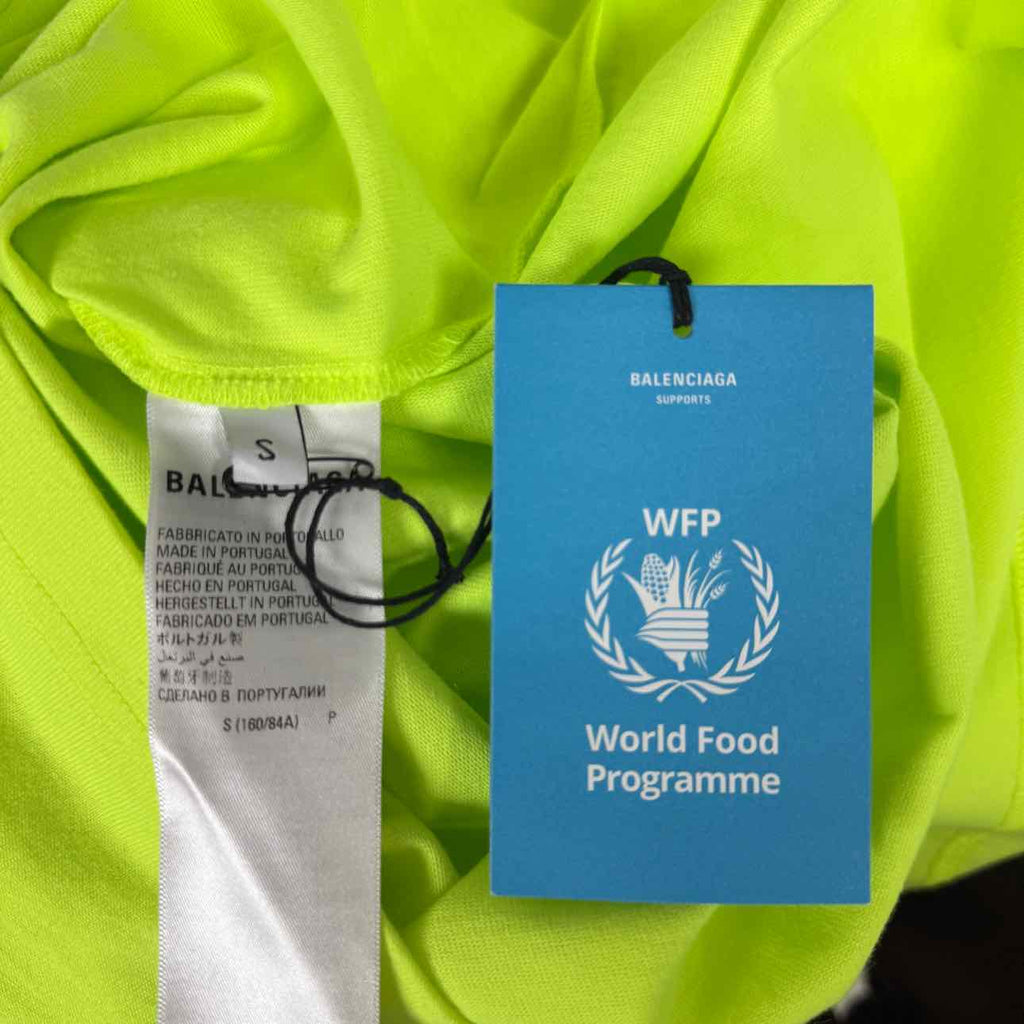 S
BALENCIAGA
FABBRICATO IN PORTOGALLO
MADE IN PORTUGAL
FABRIQUÉ AU PORTUGAL
HECHO EN PORTUGAL
HERGESTELLT IN PORTUGAL
FABRICADO EM PORTUGAL
ポルトガル製
صنع في البرتغال
葡萄牙制造
СДЕЛАНО В ПОРТУГАЛИИ
S (160/84A) P
BALENCIAGA
SUPPORTS
WFP
World Food
Programme